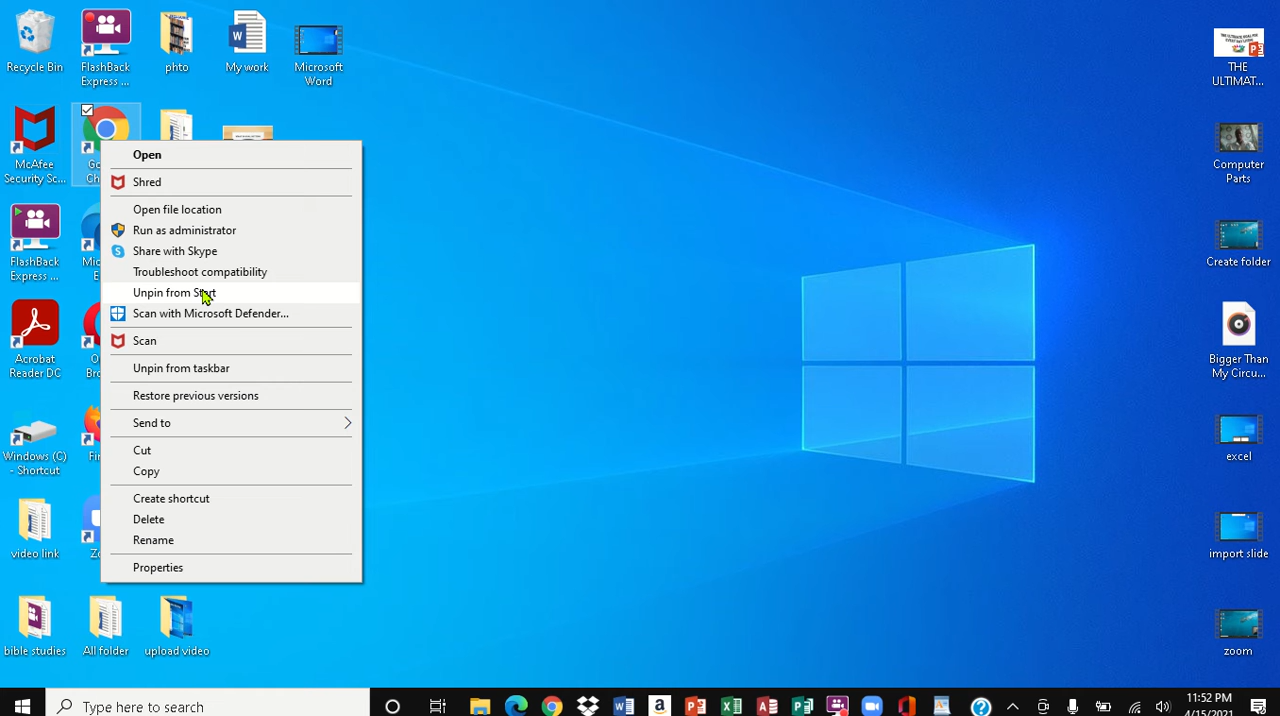 Recycle Bin
FlashBack
Express ...
phto
My work
Microsoft
Word
McAfee
Security Sc...
FlashBack
Express ...
Acrobat
Reader DC
Windows (C)
- Shortcut
video link
bible studies
All folder
upload video
Open
Shred
Open file location
Run as administrator
Share with Skype
Troubleshoot compatibility
Unpin from Start
Scan with Microsoft Defender...
Scan
Unpin from taskbar
Restore previous versions
Send to
Cut
Copy
Create shortcut
Delete
Rename
Properties
THE
ULTIMAT...
Computer
Parts
Create folder
Bigger Than
My Circu...
excel
import slide
zoom
Type here to search
11:52 PM
4/15/2021